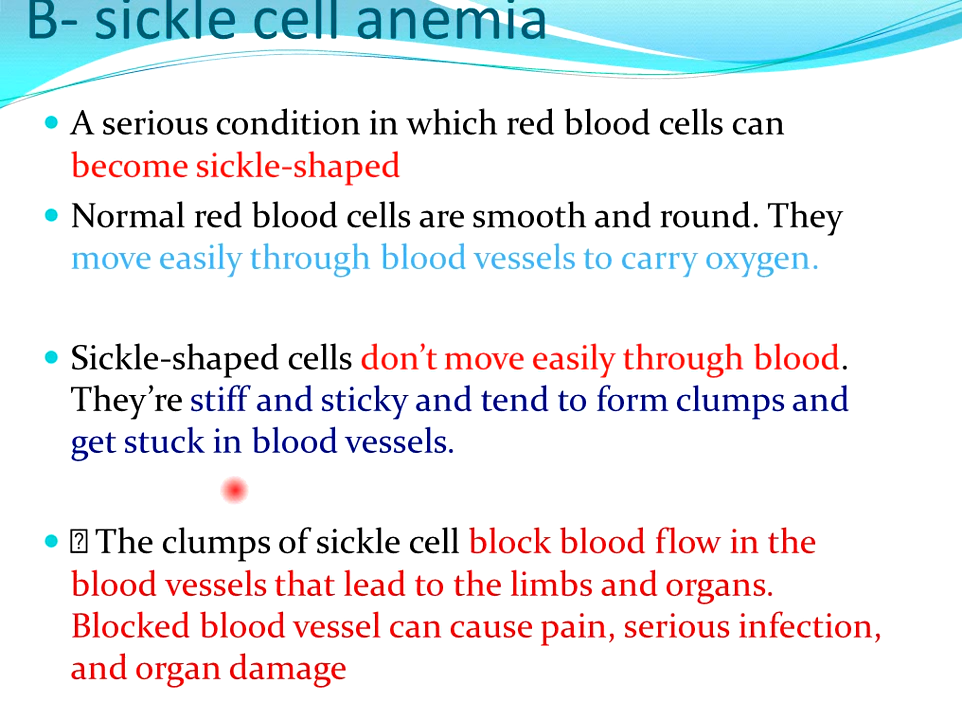 B- sickle cell anemia
A serious condition in which red blood cells can
become sickle-shaped
Normal red blood cells are smooth and round. They
move easily through blood vessels to carry oxygen.
Sickle-shaped cells don’t move easily through blood.
They’re stiff and sticky and tend to form clumps and
get stuck in blood vessels.
⍰ The clumps of sickle cell block blood flow in the
blood vessels that lead to the limbs and organs.
Blocked blood vessel can cause pain, serious infection,
and organ damage